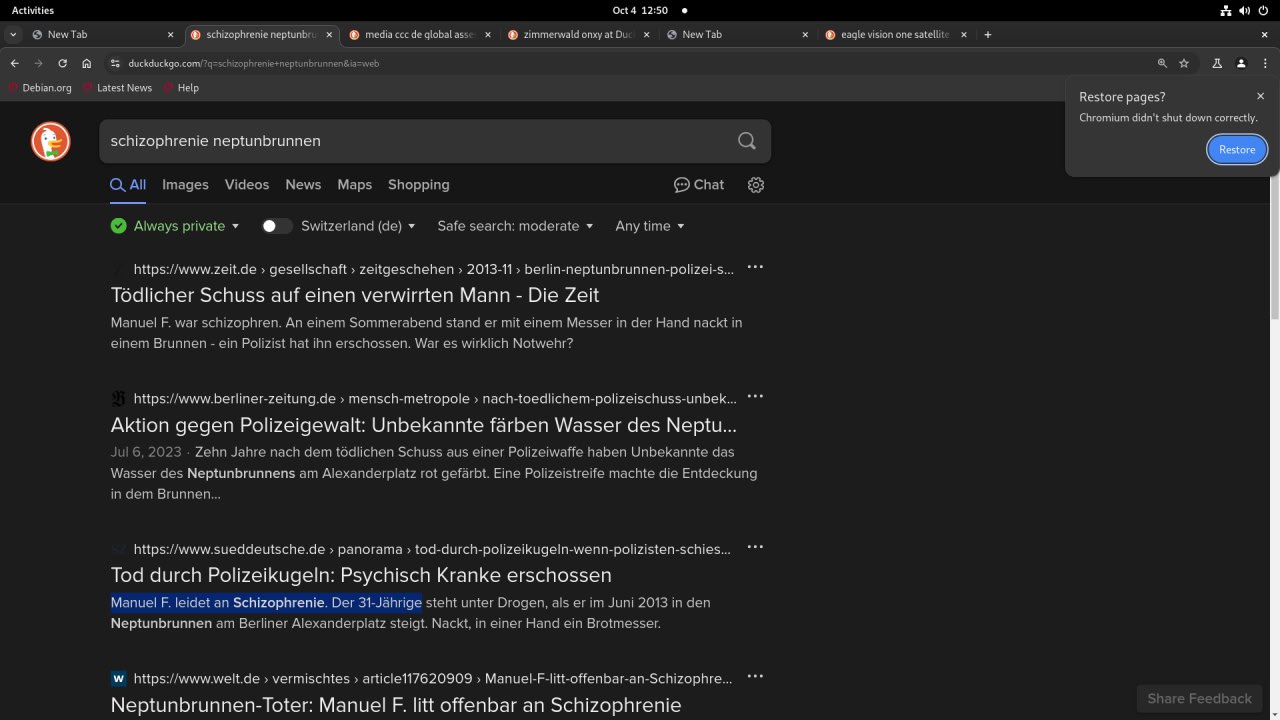 Activities
Oct 4 12:50
New Tab
schizophrenie neptunbru
media ccc de global asse
zimmerwald onxy at Duc
New Tab
eagle vision one satellite
duckduckgo.com/?q=schizophrenie+neptunbrunnen&ia=web
Debian.org
Latest News
Help
Restore pages?
Chromium didn't shut down correctly.
Restore
schizophrenie neptunbrunnen
All
Images
Videos
News
Maps
Shopping
Chat
Always private
Switzerland (de)
Safe search: moderate
Any time
https://www.zeit.de › gesellschaft › zeitgeschehen › 2013-11 › berlin-neptunbrunnen-polizei-s...
Tödlicher Schuss auf einen verwirrten Mann - Die Zeit
Manuel F. war schizophren. An einem Sommerabend stand er mit einem Messer in der Hand nackt in
einem Brunnen - ein Polizist hat ihn erschossen. War es wirklich Notwehr?
https://www.berliner-zeitung.de › mensch-metropole › nach-toedlichem-polizeischuss-unbek...
Aktion gegen Polizeigewalt: Unbekannte färben Wasser des Neptu...
Jul 6, 2023 · Zehn Jahre nach dem tödlichen Schuss aus einer Polizeiwaffe haben Unbekannte das
Wasser des Neptunbrunnens am Alexanderplatz rot gefärbt. Eine Polizeistreife machte die Entdeckung
in dem Brunnen...
https://www.sueddeutsche.de › panorama › tod-durch-polizeikugeln-wenn-polizisten-schies...
Tod durch Polizeikugeln: Psychisch Kranke erschossen
Manuel F. leidet an Schizophrenie. Der 31-Jährige steht unter Drogen, als er im Juni 2013 in den
Neptunbrunnen am Berliner Alexanderplatz steigt. Nackt, in einer Hand ein Brotmesser.
W
https://www.welt.de › vermischtes › article117620909 › Manuel-F-litt-offenbar-an-Schizophre...
Neptunbrunnen-Toter: Manuel F. litt offenbar an Schizophrenie
Share Feedback